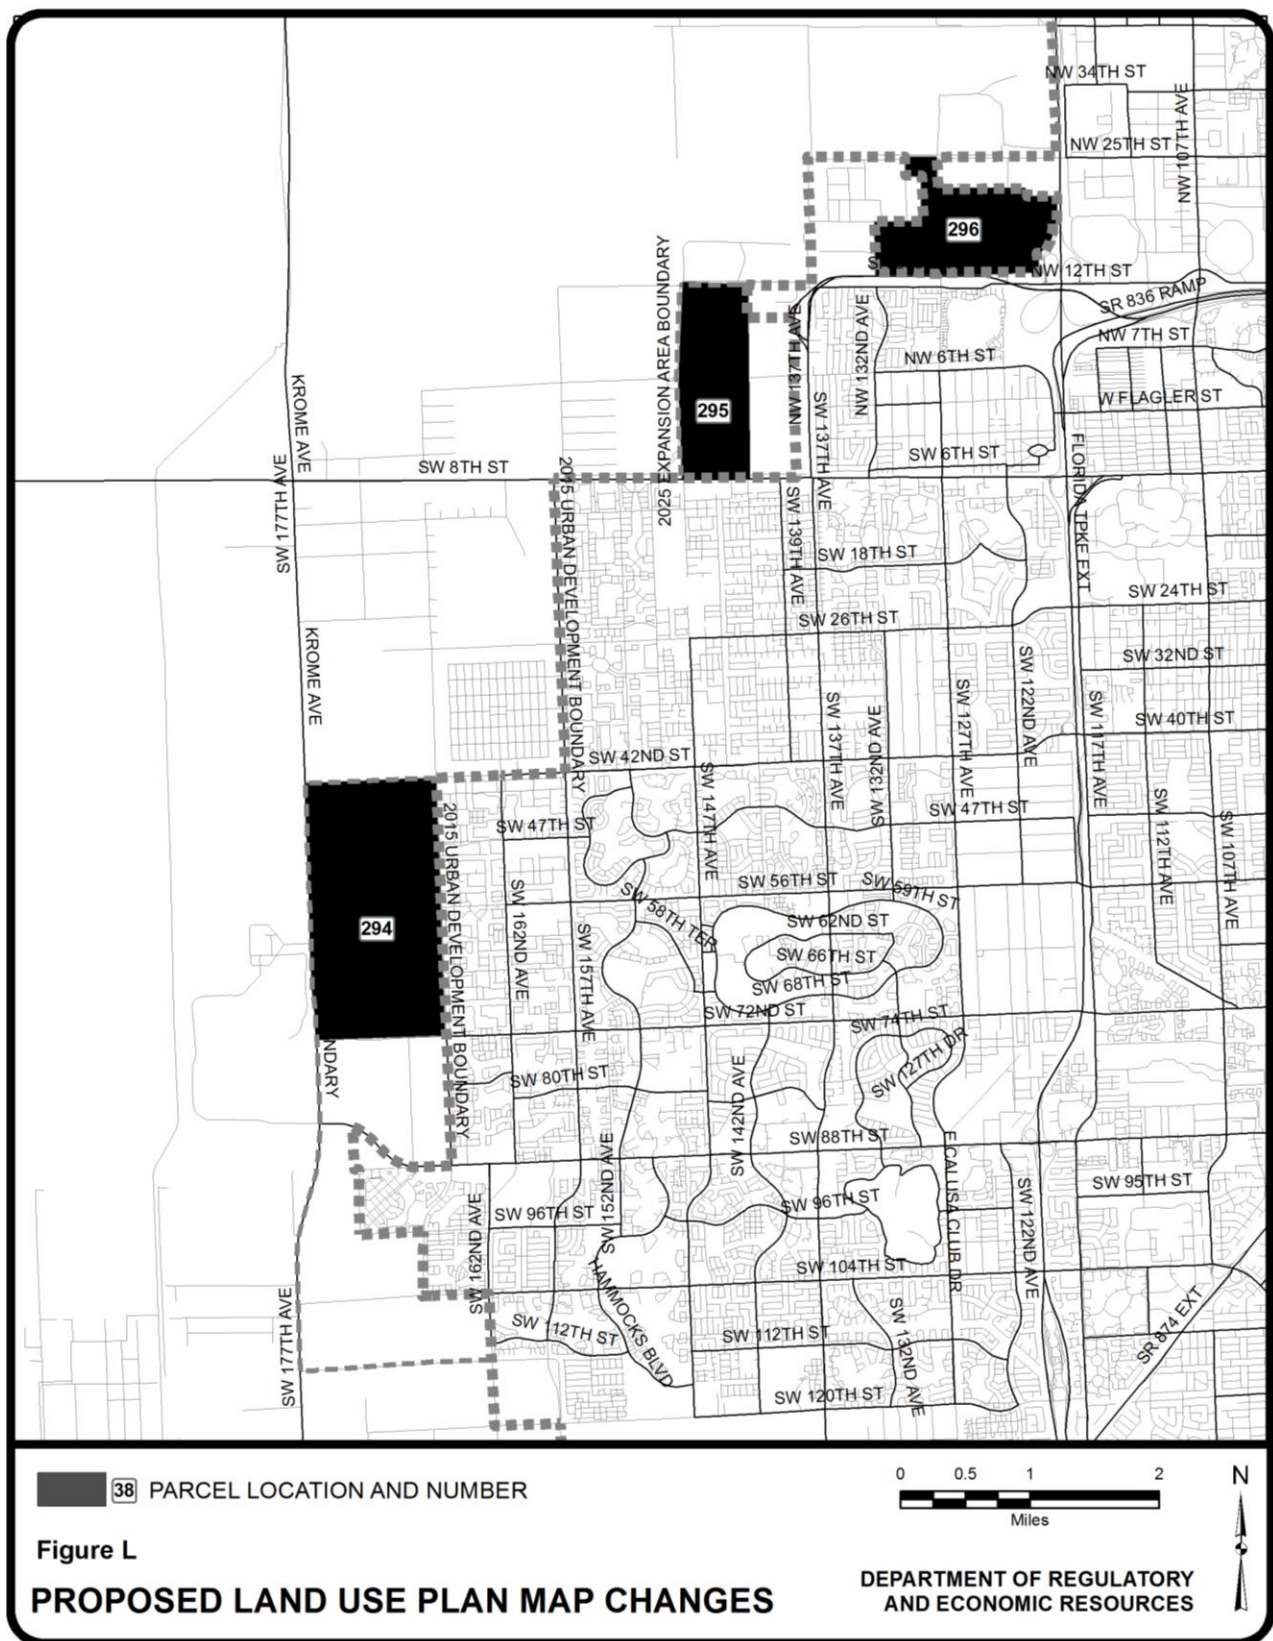 NW 34TH ST
NW 107TH AVE
NW 25TH ST
296
NW 12TH ST
SR 836 RAMP
2025 EXPANSION AREA BOUNDARY
NW 137TH AVE
NW 132ND AVE
NW 7TH ST
NW 6TH ST
KROME AVE
295
SW 137TH AVE
W FLAGLER ST
SW 8TH ST
SW 6TH ST
FLORIDA TPKE EXT
SW 177TH AVE
2015 URBAN DEVELOPMENT BOUNDARY
SW 139TH AVE
SW 18TH ST
SW 24TH ST
SW 26TH ST
KROME AVE
SW 32ND ST
SW 122ND AVE
SW 127TH AVE
SW 117TH AVE
SW 137TH AVE
SW 132ND AVE
SW 40TH ST
SW 42ND ST
SW 147TH AVE
SW 47TH ST
SW 47TH ST
SW 112TH AVE
SW 107TH AVE
2015 URBAN DEVELOPMENT BOUNDARY
SW 56TH ST
SW 59TH ST
SW 162ND AVE
SW 58TH TER
SW 62ND ST
294
SW 157TH AVE
SW 66TH ST
SW 68TH ST
SW 72ND ST
SW 74TH ST
NDARY
SW 127TH DR
SW 80TH ST
SW 142ND AVE
SW 88TH ST
SW 152ND AVE
E CALUSA CLUB DR
SW 95TH ST
SW 122ND AVE
SW 162ND AVE
SW 96TH ST
SW 96TH ST
SW 104TH ST
HAMMOCKS BLVD
SW 177TH AVE
SW 112TH ST
SW 112TH ST
SW 132ND AVE
SR 874 EXT
SW 120TH ST
38 PARCEL LOCATION AND NUMBER
0 0.5 1 2
Miles
N
Figure L
PROPOSED LAND USE PLAN MAP CHANGES
DEPARTMENT OF REGULATORY
AND ECONOMIC RESOURCES